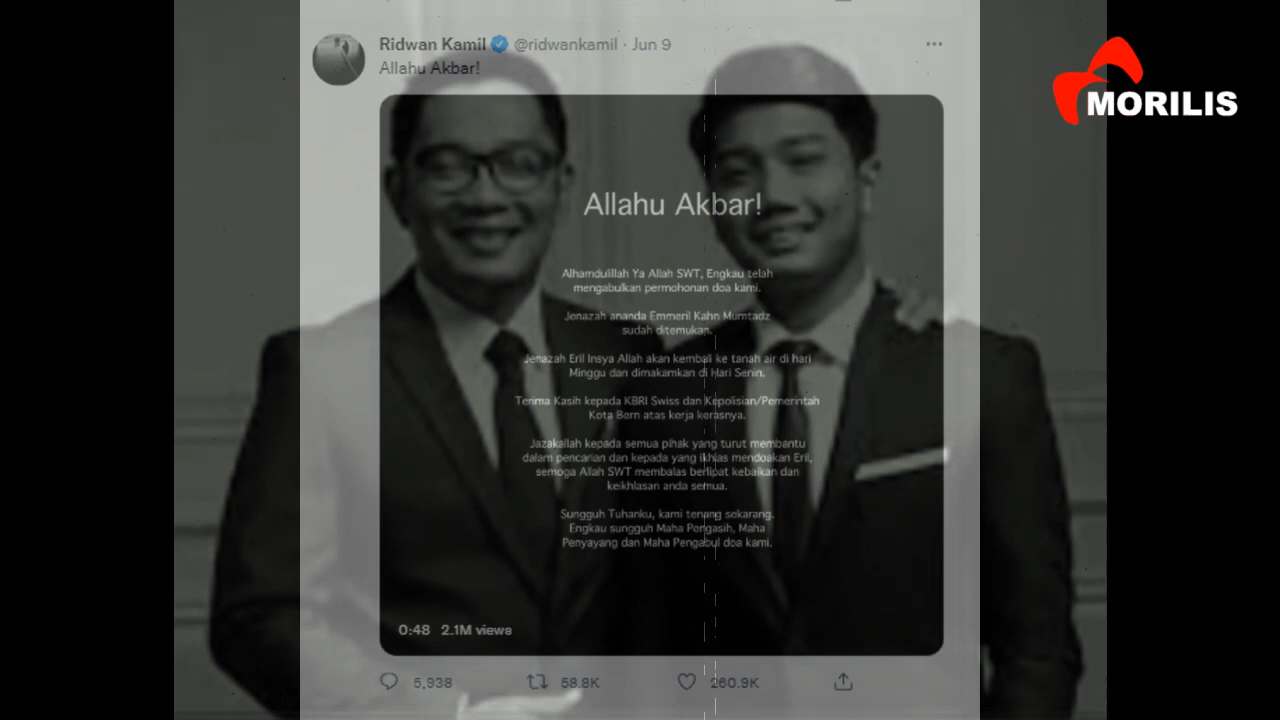 Ridwan Kamil @ridwankamil · Jun 9
Allahu Akbar!
MORILIS
Allahu Akbar!
Alhamdulillah Ya Allah SWT, Engkau telah
mengabulkan permohonan doa kami.
Jenazah ananda Emmeril Kahn Mumtadz
sudah ditemukan.
Jenazah Eril Insya Allah akan kembali ke tanah air di hari
Minggu dan dimakamkan di Hari Senin.
Terima Kasih kepada KBRI Swiss dan Kepolisian/Pemerintah
Kota Bern atas kerja kerasnya.
Jazakallah kepada semua pihak yang turut membantu
dalam pencarian dan kepada yang ikhlas mendoakan Eril,
semoga Allah SWT membalas berlipat kebaikan dan
keikhlasan anda semua.
Sungguh Tuhanku, kami tenang sekarang.
Engkau sungguh Maha Pengasih, Maha
Penyayang dan Maha Pengabul doa kami.
0:48 2.1M views
5,938 58.8K 260.9K